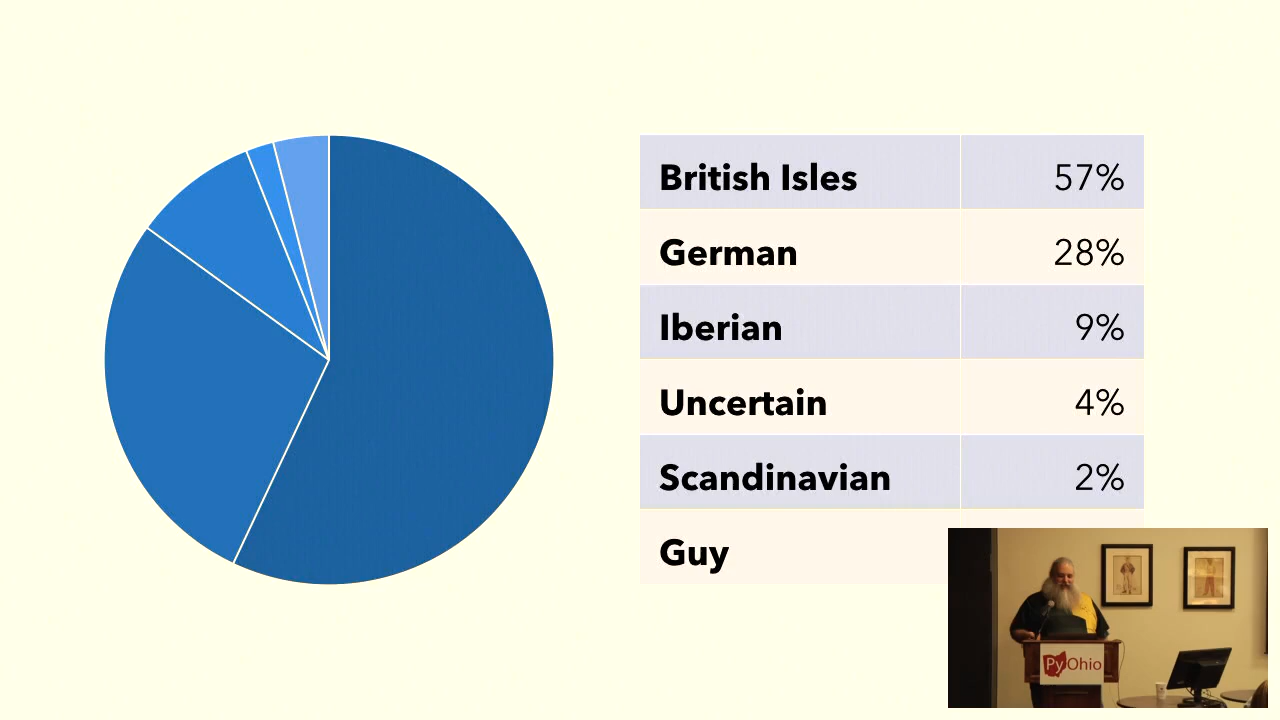 British Isles 57%
German 28%
Iberian 9%
Uncertain 4%
Scandinavian 2%
Guy
PyOhio